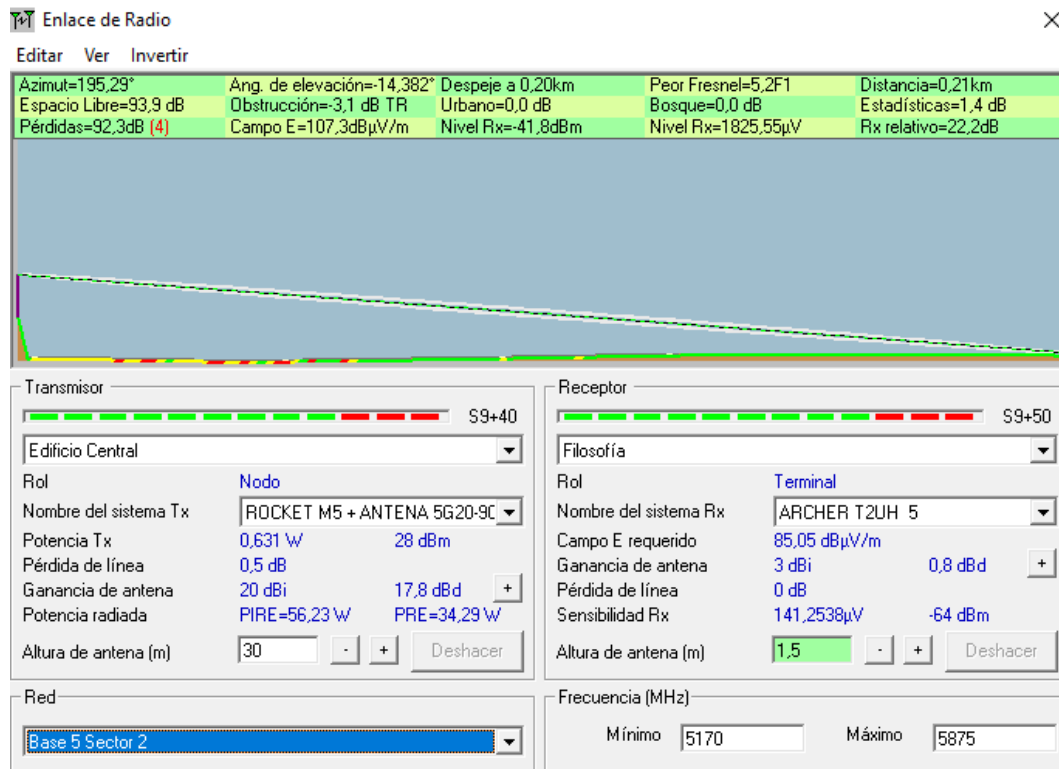 Enlace de Radio
Editar Ver Invertir
Azimut=195,29° Ang. de elevación=-14,382° Despeje a 0,20km Peor Fresnel=5,2F1 Distancia=0,21km
Espacio Libre=93,9 dB Obstrucción=-3,1 dB TR Urbano=0,0 dB Bosque=0,0 dB Estadísticas=1,4 dB
Pérdidas=92,3dB (4) Campo E=107,3dBµV/m Nivel Rx=-41,8dBm Nivel Rx=1825,55µV Rx relativo=22,2dB
Transmisor
S9+40
Edificio Central
Rol Nodo
Nombre del sistema Tx ROCKET M5 + ANTENA 5G20-90
Potencia Tx 0,631 W 28 dBm
Pérdida de línea 0,5 dB
Ganancia de antena 20 dBi 17,8 dBd +
Potencia radiada PIRE=56,23 W PRE=34,29 W
Altura de antena (m) 30 - + Deshacer
Receptor
S9+50
Filosofía
Rol Terminal
Nombre del sistema Rx ARCHER T2UH 5
Campo E requerido 85,05 dBµV/m
Ganancia de antena 3 dBi 0,8 dBd +
Pérdida de línea 0 dB
Sensibilidad Rx 141,2538µV -64 dBm
Altura de antena (m) 1,5 - + Deshacer
Red
Base 5 Sector 2
Frecuencia (MHz)
Mínimo 5170 Máximo 5875